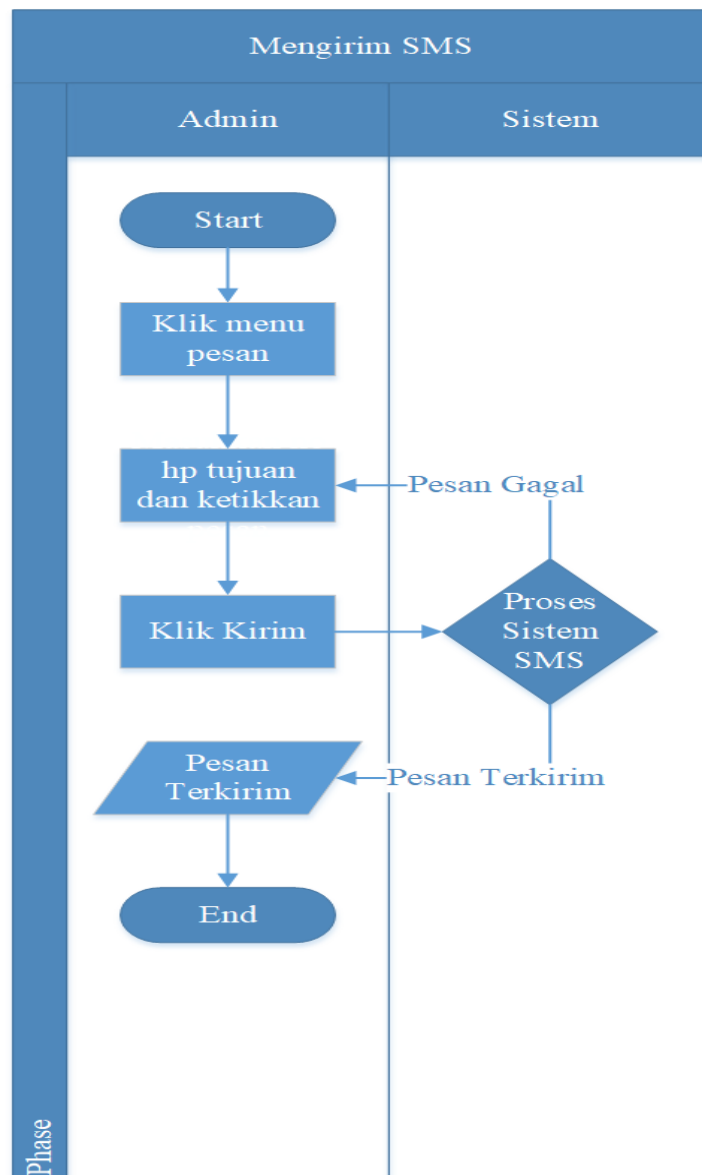 Mengirim SMS
Admin
Sistem
Start
Klik menu
pesan
hp tujuan
dan ketikkan
Pesan Gagal
Klik Kirim
Proses
Sistem
SMS
Pesan
Terkirim
Pesan Terkirim
End
Phase